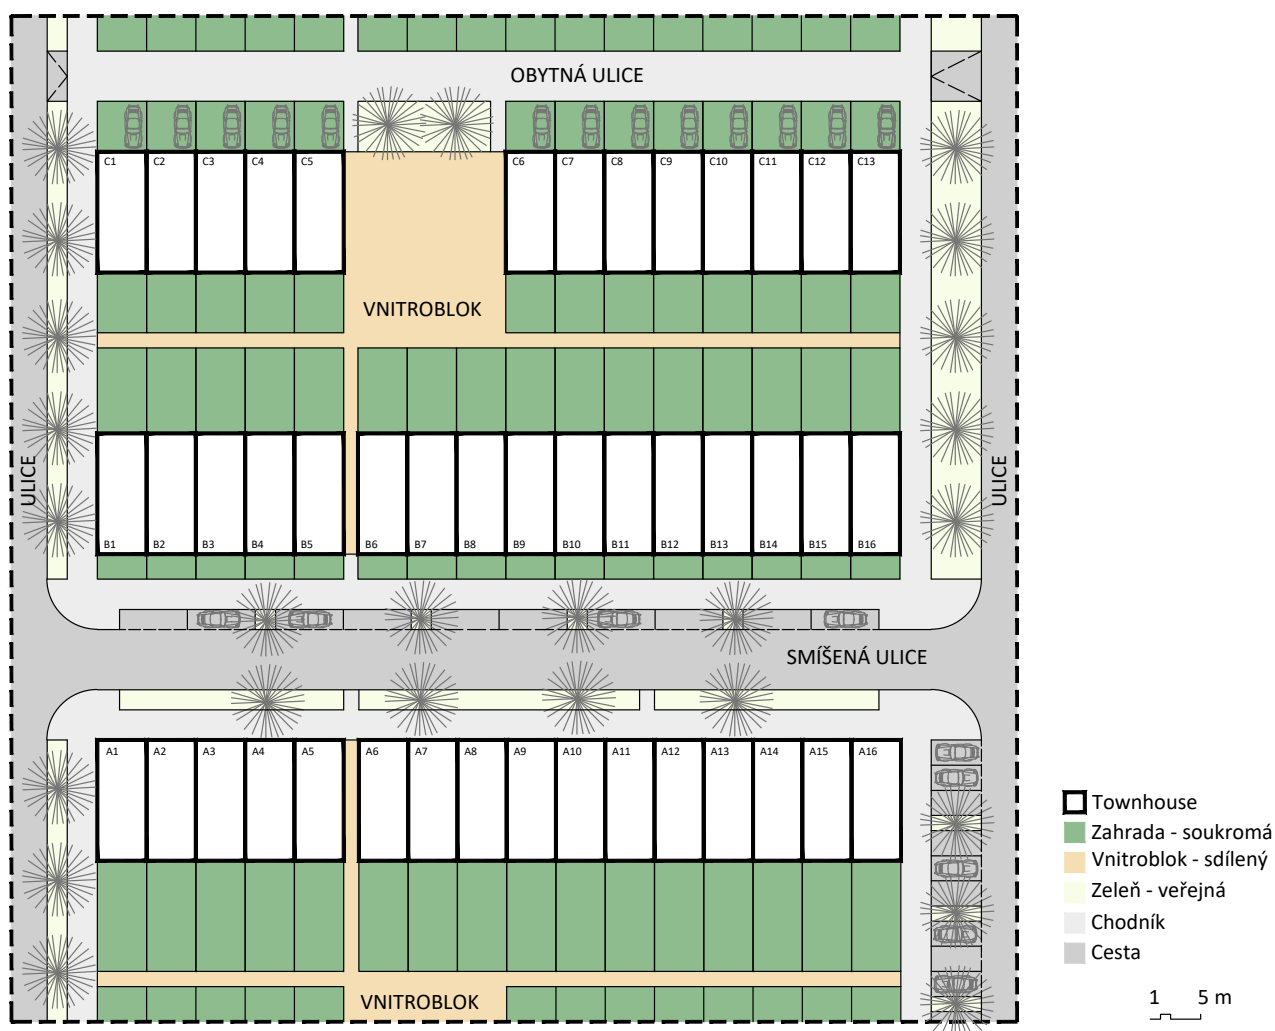 OBYTNÁ ULICE
C1 C2 C3 C4 C5 C6 C7 C8 C9 C10 C11 C12 C13
VNITROBLOK
ULICE
ULICE
B1 B2 B3 B4 B5 B6 B7 B8 B9 B10 B11 B12 B13 B14 B15 B16
SMÍŠENÁ ULICE
A1 A2 A3 A4 A5 A6 A7 A8 A9 A10 A11 A12 A13 A14 A15 A16
VNITROBLOK
Townhouse
Zahrada - soukromá
Vnitroblok - sdílený
Zeleň - veřejná
Chodník
Cesta
1 5 m